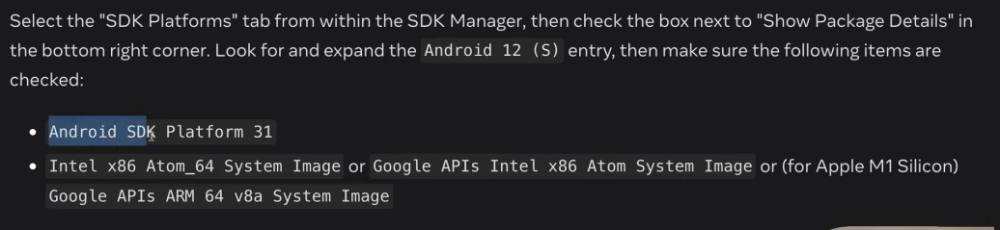 Select the "SDK Platforms" tab from within the SDK Manager, then check the box next to "Show Package Details" in
the bottom right corner. Look for and expand the Android 12 (S) entry, then make sure the following items are
checked:
• Android SDK Platform 31
• Intel x86 Atom_64 System Image or Google APIs Intel x86 Atom System Image or (for Apple M1 Silicon)
Google APIs ARM 64 v8a System Image